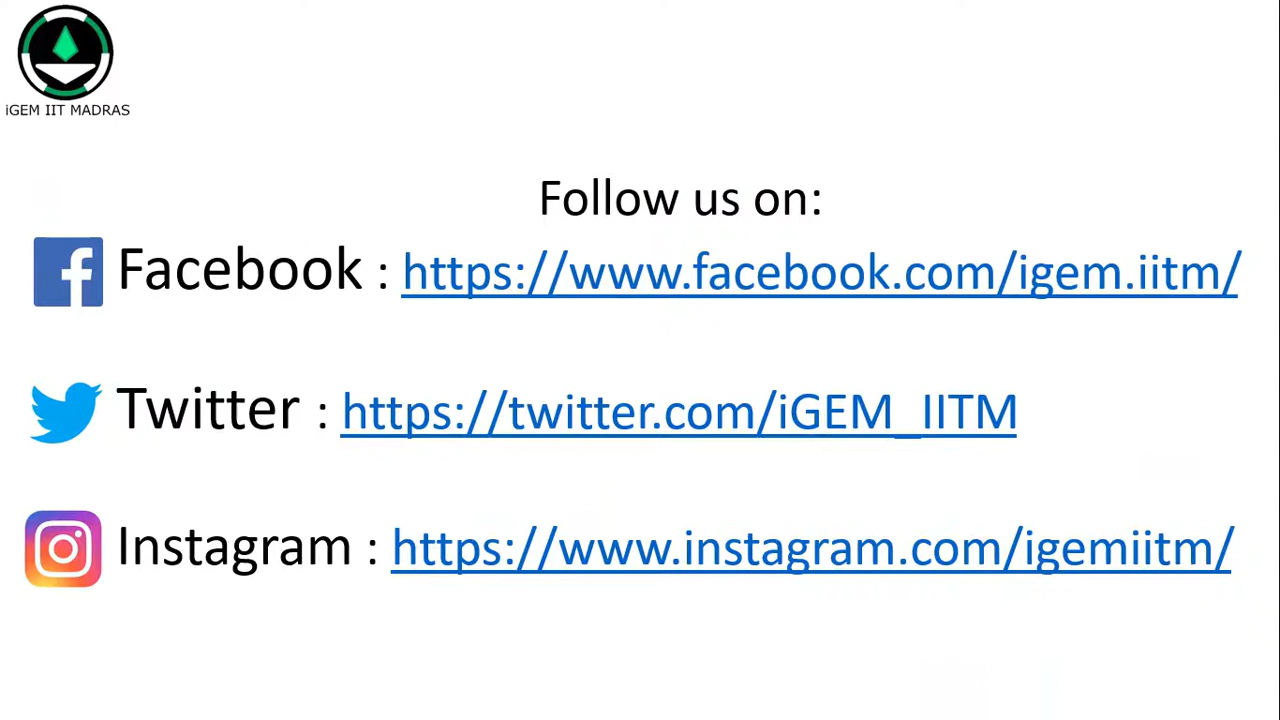 iGEM IIT MADRAS
Follow us on:
Facebook : https://www.facebook.com/igem.iitm/
Twitter : https://twitter.com/iGEM_IITM
Instagram : https://www.instagram.com/igemiitm/